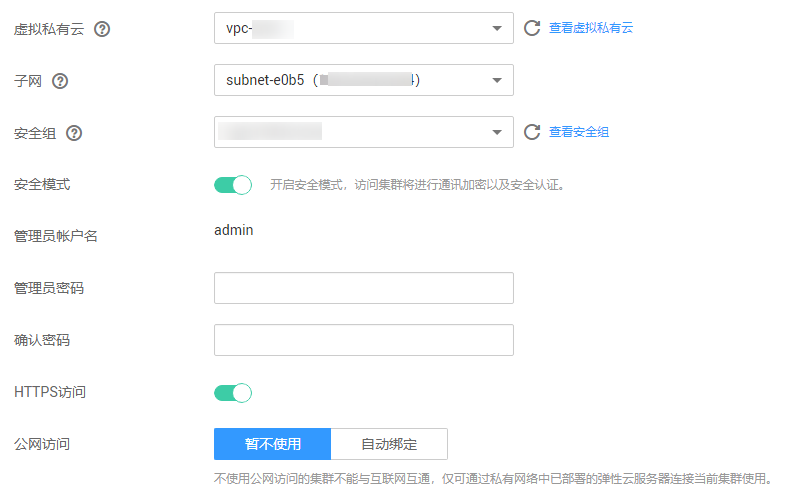 虚拟私有云 ?
vpc-
查看虚拟私有云
子网 ?
subnet-e0b5（
）
安全组 ?
查看安全组
安全模式
开启安全模式，访问集群将进行通讯加密以及安全认证。
管理员帐户名
admin
管理员密码
确认密码
HTTPS访问
公网访问
暂不使用
自动绑定
不使用公网访问的集群不能与互联网互通，仅可通过私有网络中已部署的弹性云服务器连接当前集群使用。